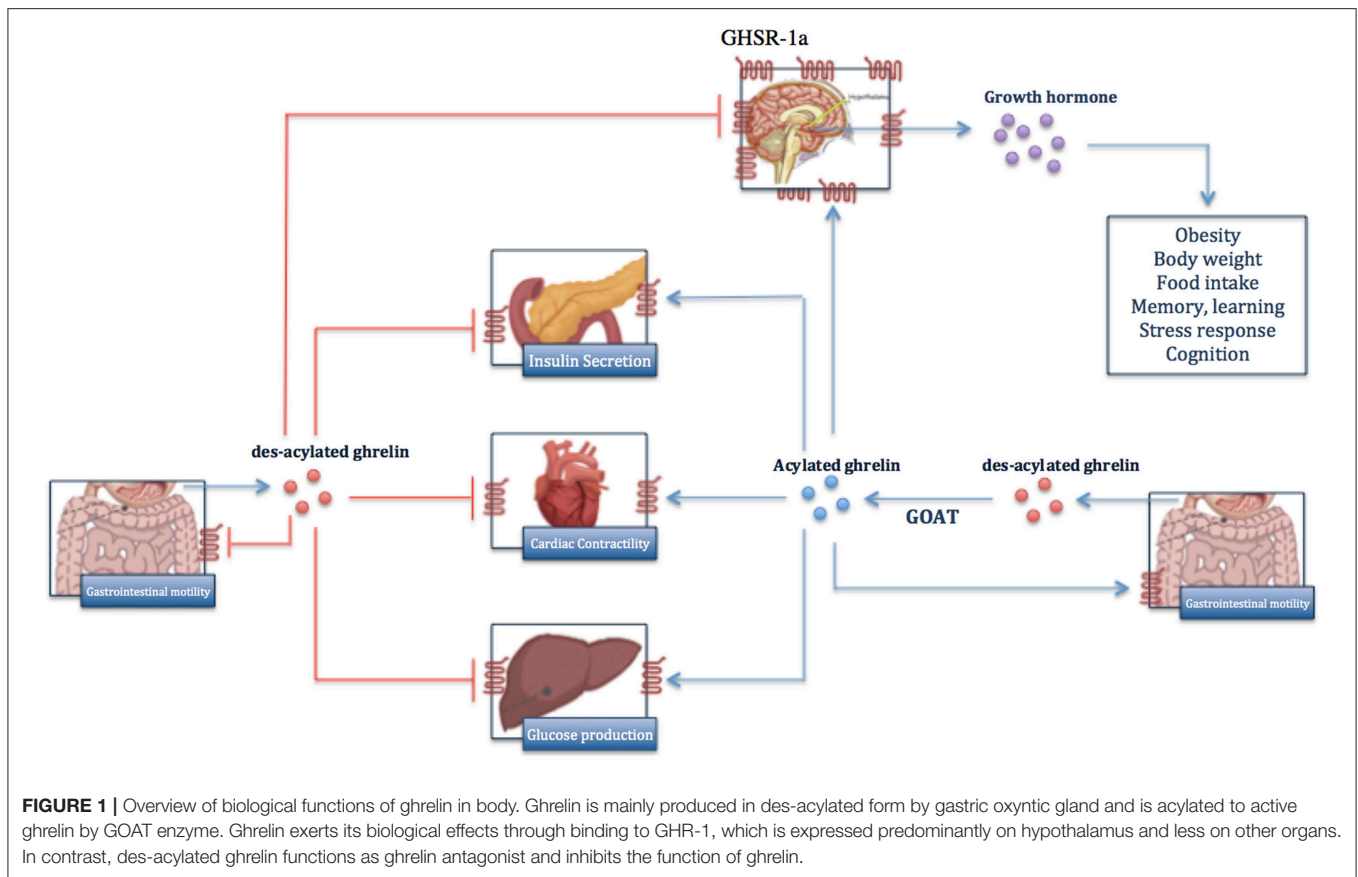 GHSR-1a
Hypothalamu
Growth hormone
Obesity
Body weight
Food intake
Memory, learning
Stress response
Cognition
Insulin Secretion
des-acylated ghrelin
Acylated ghrelin
des-acylated ghrelin
GOAT
Cardiac Contractility
Gastrointestinal motility
Gastrointestinal motility
Glucose production
FIGURE 1 | Overview of biological functions of ghrelin in body. Ghrelin is mainly produced in des-acylated form by gastric oxyntic gland and is acylated to active
ghrelin by GOAT enzyme. Ghrelin exerts its biological effects through binding to GHR-1, which is expressed predominantly on hypothalamus and less on other organs.
In contrast, des-acylated ghrelin functions as ghrelin antagonist and inhibits the function of ghrelin.